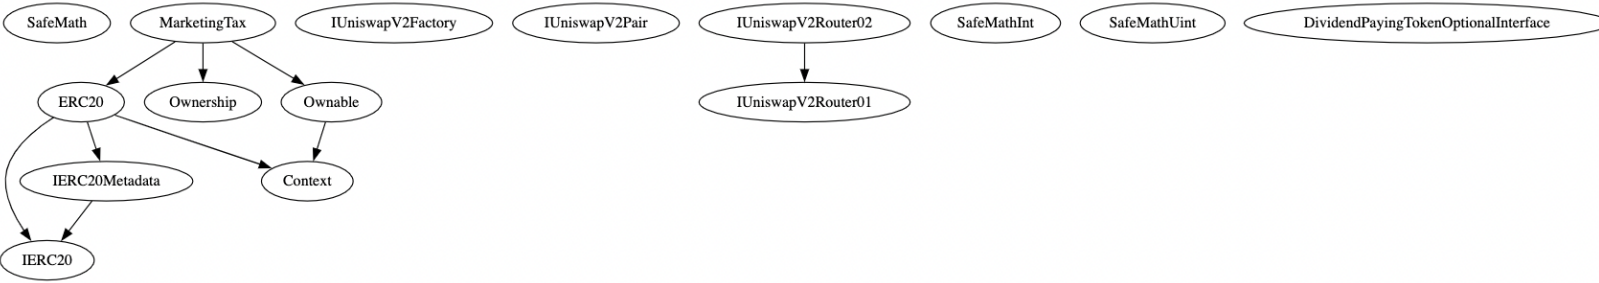 SafeMath
MarketingTax
IUniswapV2Factory
IUniswapV2Pair
IUniswapV2Router02
SafeMathInt
SafeMathUint
DividendPayingTokenOptionalInterface
ERC20
Ownership
Ownable
IUniswapV2Router01
IERC20Metadata
Context
IERC20